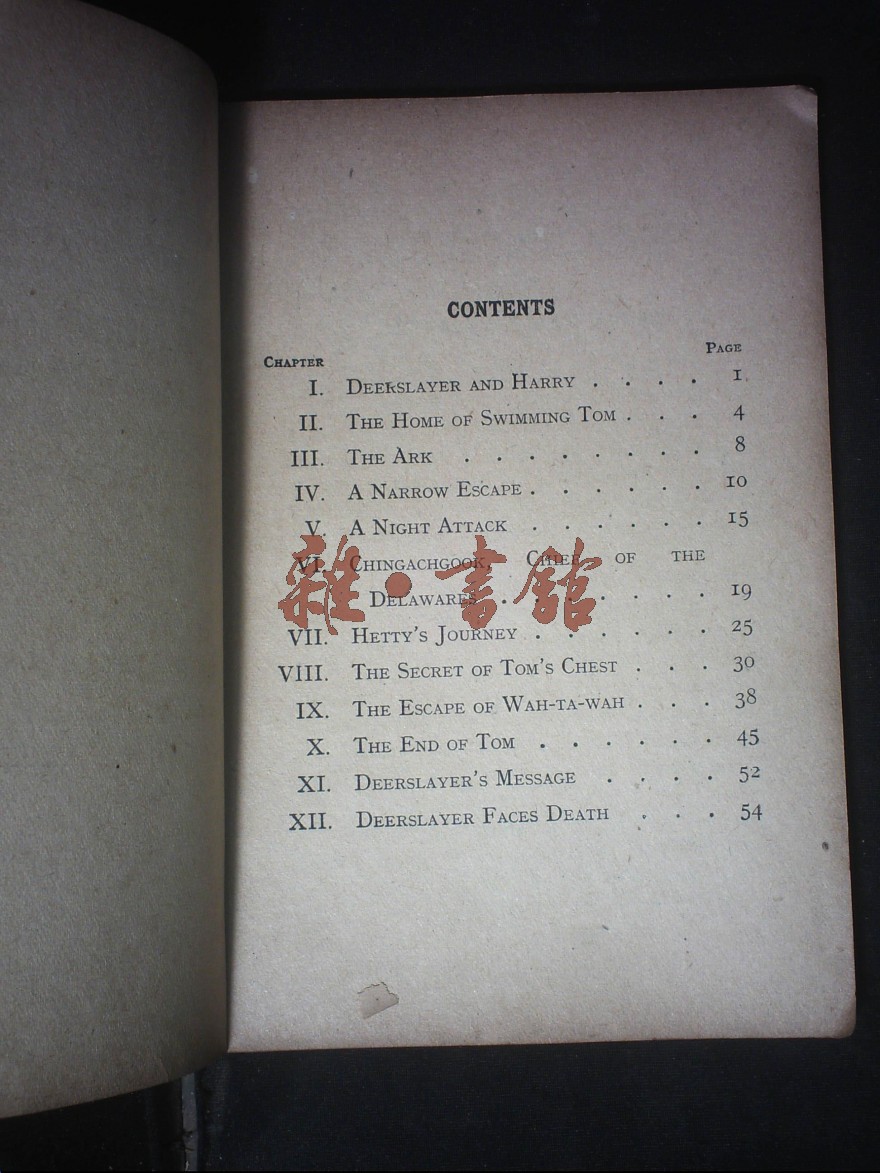 CONTENTS
CHAPTER PAGE
I. DEERSLAYER AND HARRY . . . . 1
II. THE HOME OF SWIMMING TOM . . . 4
III. THE ARK . . . . . . . . 8
IV. A NARROW ESCAPE . . . . . . 10
V. A NIGHT ATTACK . . . . . . 15
VI. CHINGACHGOOK, CHIEF OF THE
DELAWARES . . . . . . . 19
雜·書館
VII. HETTY'S JOURNEY . . . . . . 25
VIII. THE SECRET OF TOM'S CHEST . . . 30
IX. THE ESCAPE OF WAH-TA-WAH . . . 38
X. THE END OF TOM . . . . . . 45
XI. DEERSLAYER'S MESSAGE . . . . 52
XII. DEERSLAYER FACES DEATH . . . 54